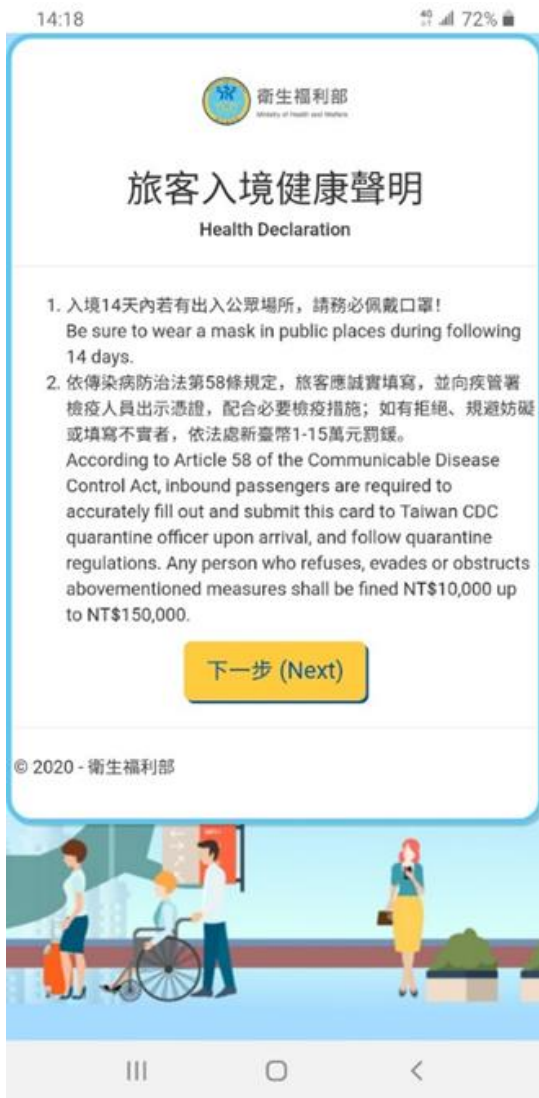 14:18
4G 72%
衛生福利部
Ministry of Health and Welfare
旅客入境健康聲明
Health Declaration
1. 入境14天內若有出入公眾場所，請務必佩戴口罩！
Be sure to wear a mask in public places during following
14 days.
2. 依傳染病防治法第58條規定，旅客應誠實填寫，並向疾管署
檢疫人員出示憑證，配合必要檢疫措施；如有拒絕、規避妨礙
或填寫不實者，依法處新臺幣1-15萬元罰鍰。
According to Article 58 of the Communicable Disease
Control Act, inbound passengers are required to
accurately fill out and submit this card to Taiwan CDC
quarantine officer upon arrival, and follow quarantine
regulations. Any person who refuses, evades or obstructs
abovementioned measures shall be fined NT$10,000 up
to NT$150,000.
下一步 (Next)
© 2020 - 衛生福利部